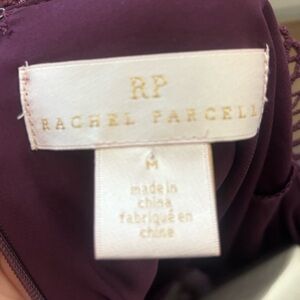 RP
RACHEL PARCELL
M
made in
china
fabriqué en
chine